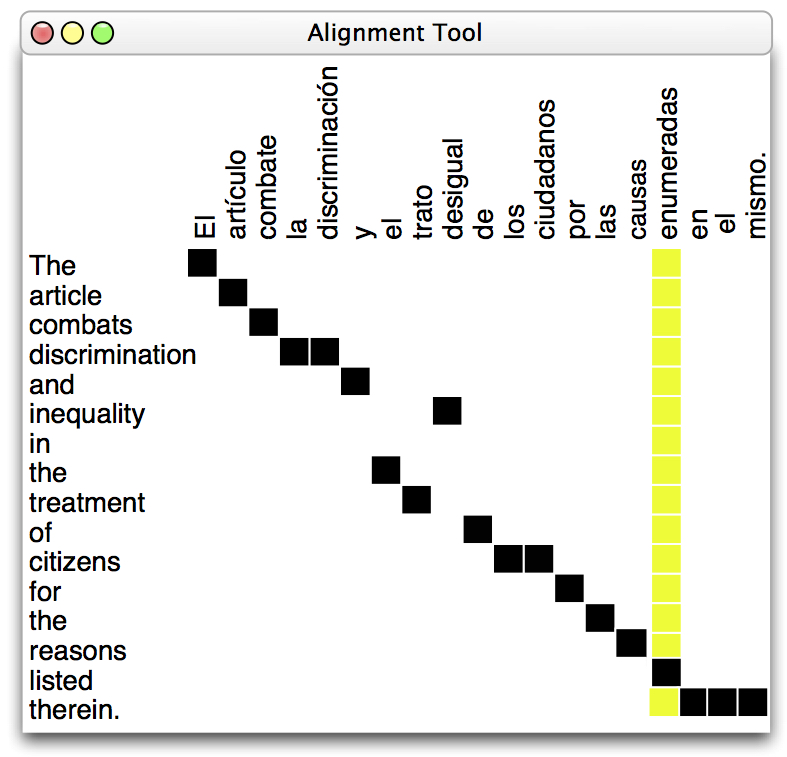 Alignment Tool
El
artículo
combate
la
discriminación
y
el
trato
desigual
de
los
ciudadanos
por
las
causas
enumeradas
en
el
mismo.
The
article
combats
discrimination
and
inequality
in
the
treatment
of
citizens
for
the
reasons
listed
therein.